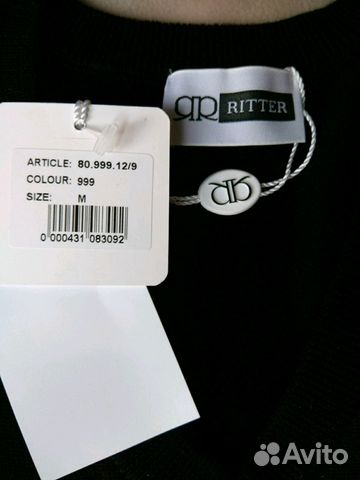 RITTER
ARTICLE: 80.999.12/9
COLOUR: 999
SIZE: M
0 000431 083092
Avito